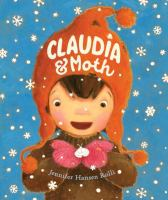 CLAUDIA
& Moth
Jennifer Hansen Rolli